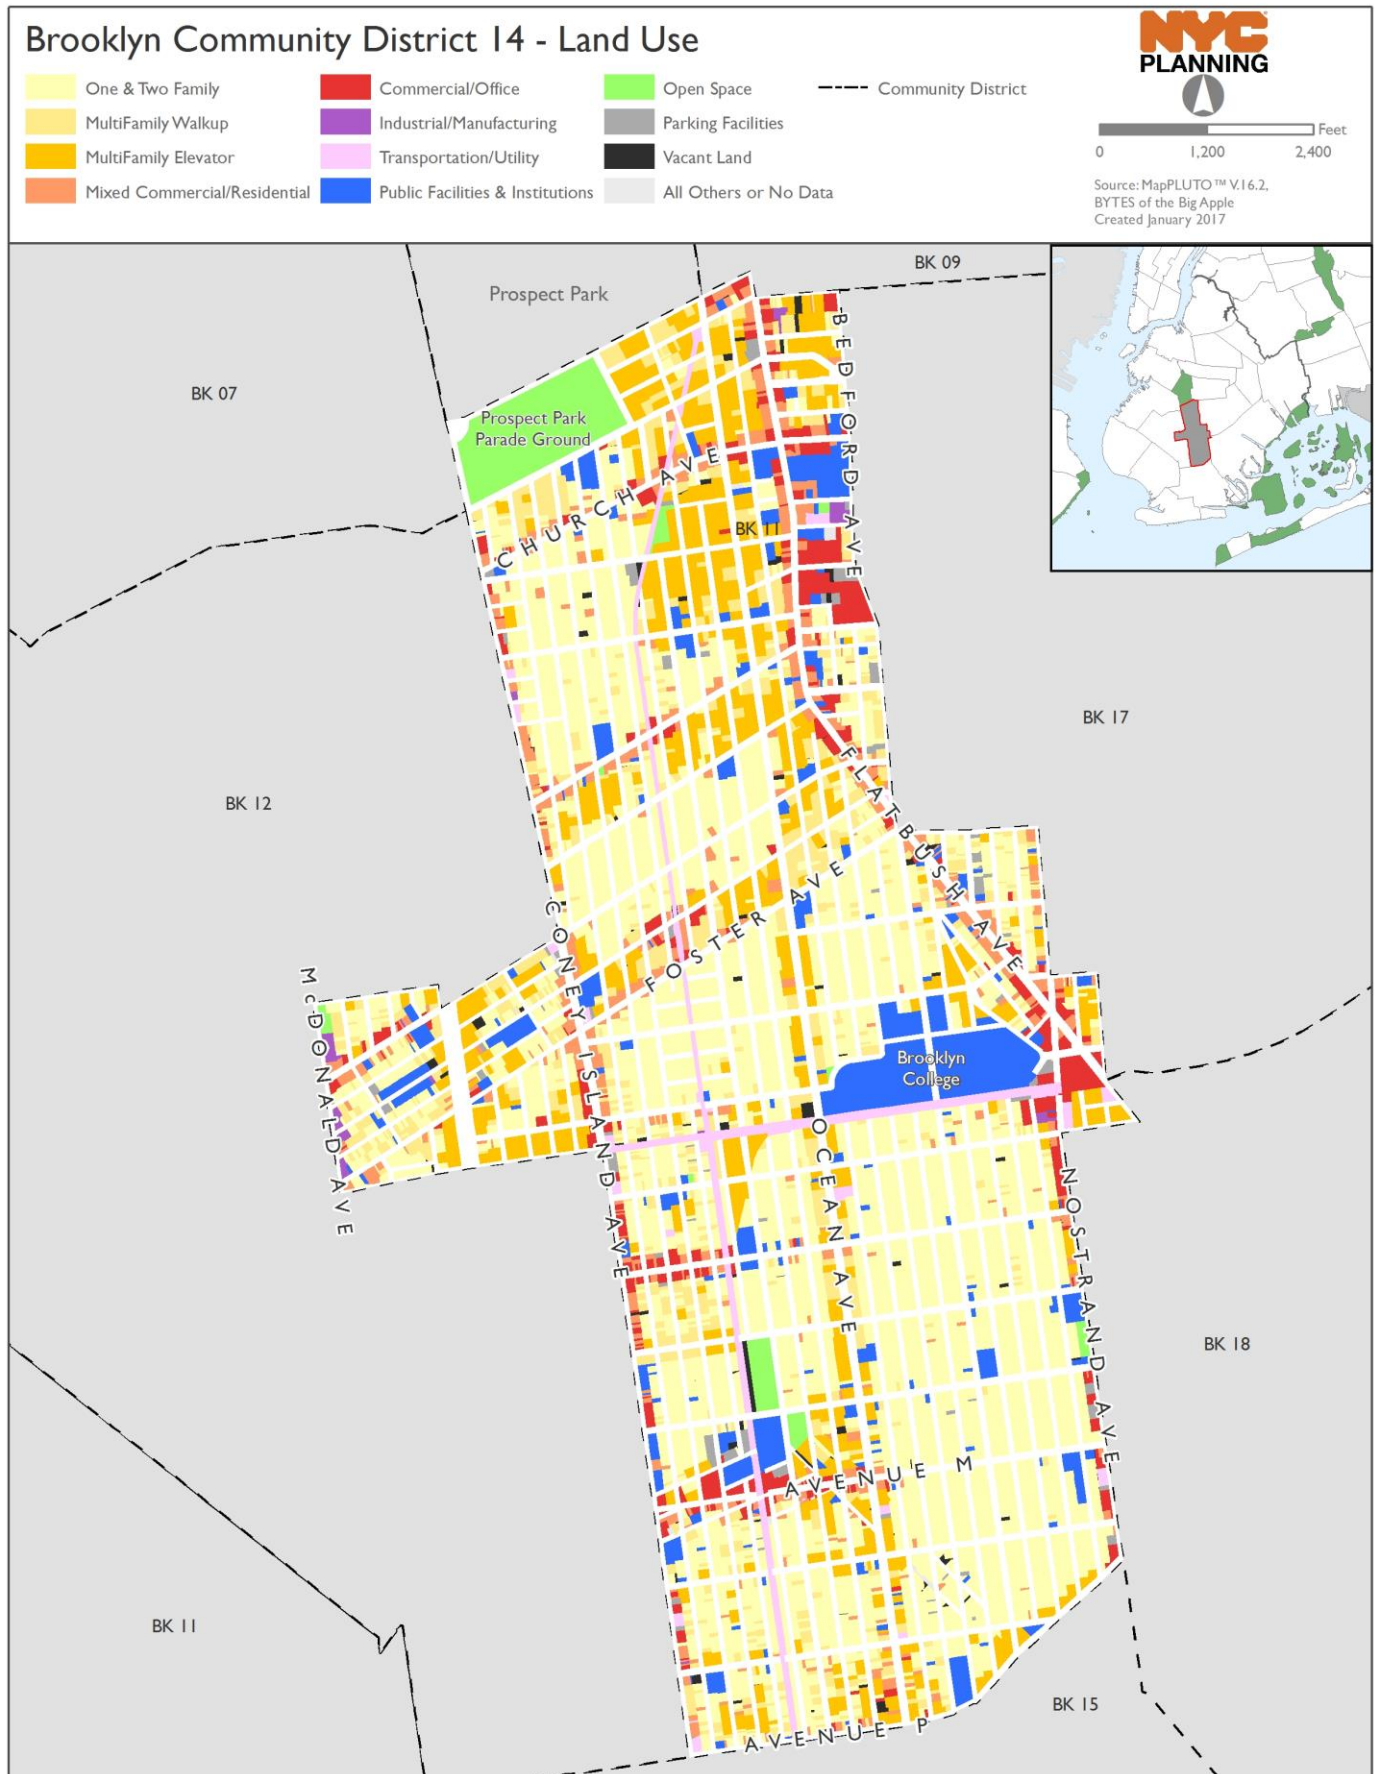 Brooklyn Community District 14 - Land Use
One & Two Family
MultiFamily Walkup
MultiFamily Elevator
Mixed Commercial/Residential
Commercial/Office
Industrial/Manufacturing
Transportation/Utility
Public Facilities & Institutions
Open Space
Parking Facilities
Vacant Land
All Others or No Data
Community District
NYC
PLANNING
Feet
0 1,200 2,400
Source: MapPLUTO™ V.16.2,
BYTES of the Big Apple
Created January 2017
BK 09
Prospect Park
BK 07
Prospect Park
Parade Ground
BEDFORD AVE
CHURCH AVE
BK 11
BK 17
BK 12
FLATBUSH AVE
FOSTER AVE
CONEY ISLAND AVE
McDONALD AVE
Brooklyn
College
OCEAN AVE
NOSTRAND AVE
BK 18
AVENUE M
BK 11
BK 15
AVENUE P